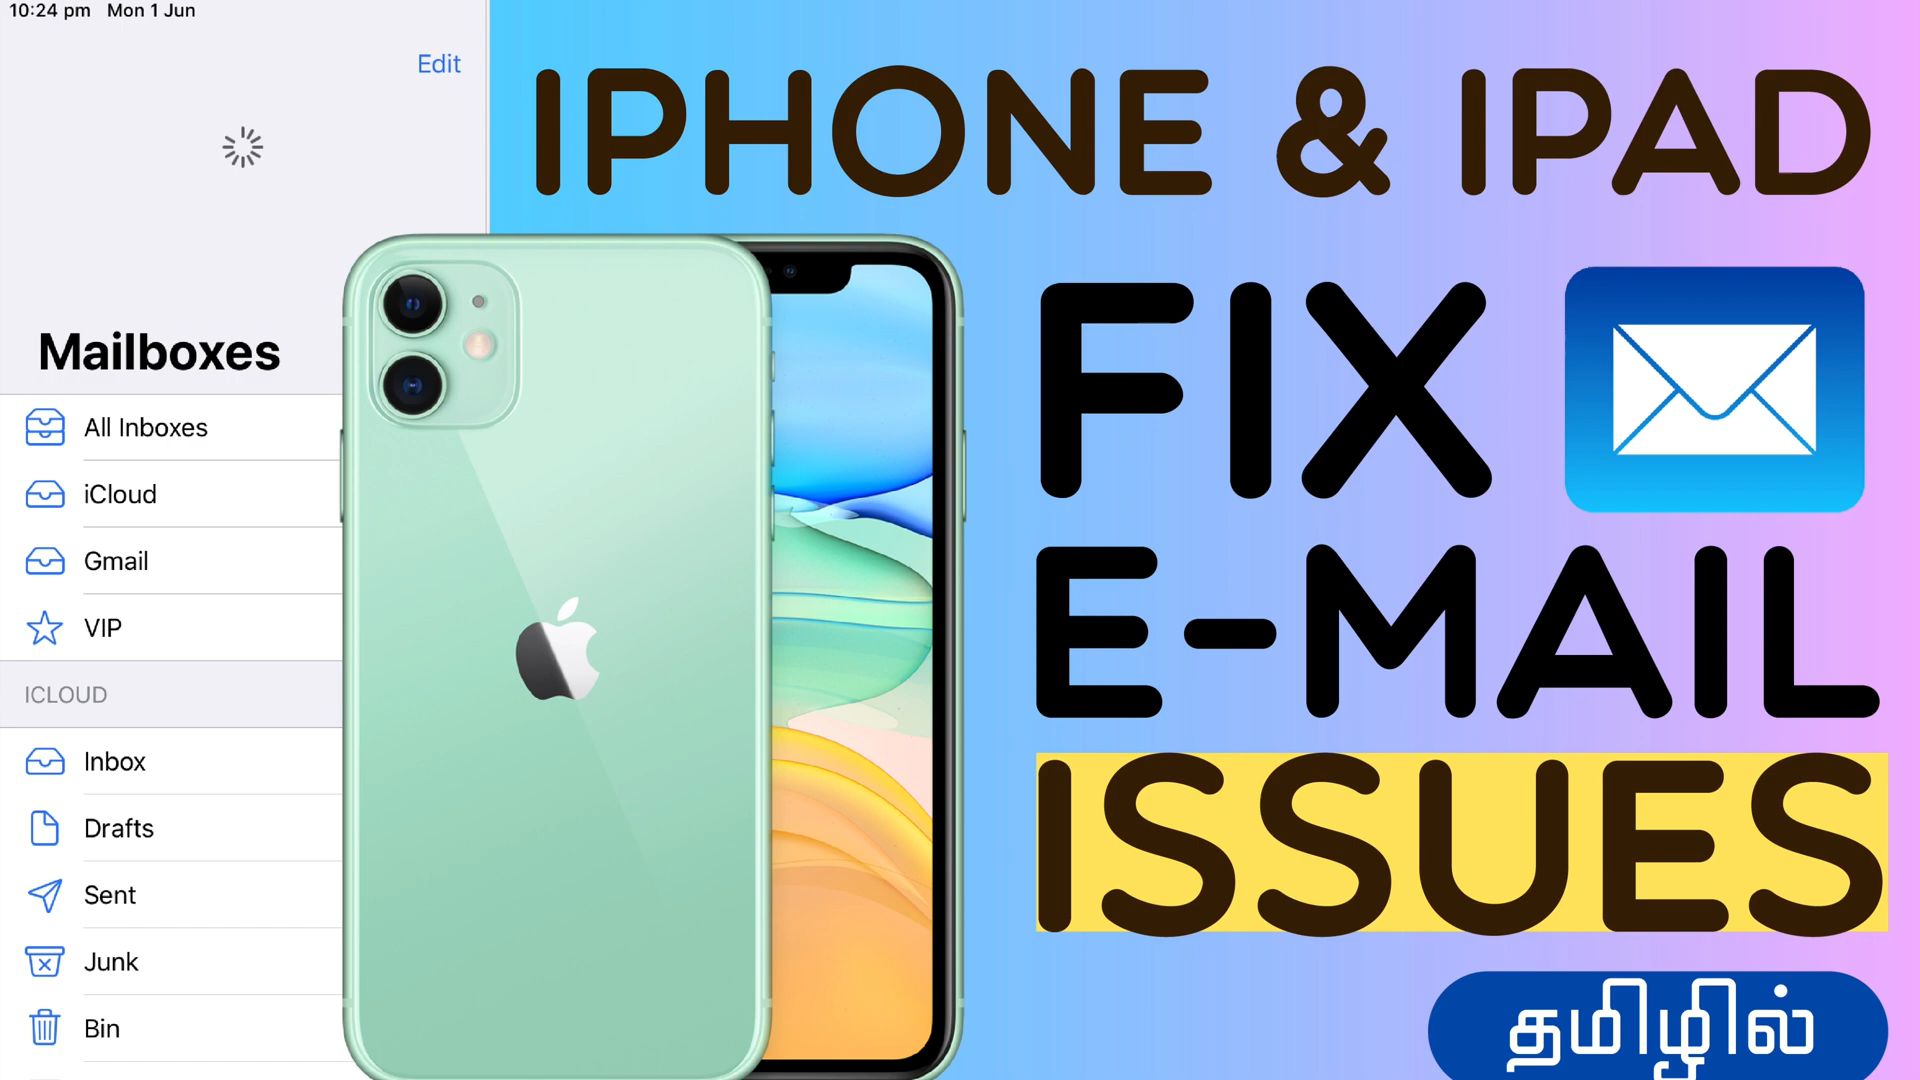 10:24 pm Mon 1 Jun
Edit
Mailboxes
All Inboxes
iCloud
Gmail
VIP
ICLOUD
Inbox
Drafts
Sent
Junk
Bin
IPHONE & IPAD
FIX
E-MAIL
ISSUES
தமிழில்